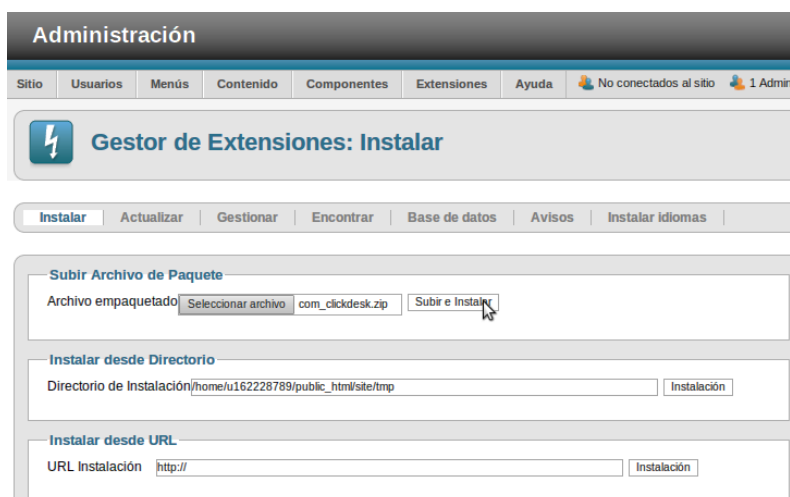 Administración
Sitio Usuarios Menús Contenido Componentes Extensiones Ayuda No conectados al sitio 1 Admin
Gestor de Extensiones: Instalar
Instalar Actualizar Gestionar Encontrar Base de datos Avisos Instalar idiomas
Subir Archivo de Paquete
Archivo empaquetado Seleccionar archivo com_clickdesk.zip Subir e Instalar
Instalar desde Directorio
Directorio de Instalación /home/u162228789/public_html/site/tmp Instalación
Instalar desde URL
URL Instalación http:// Instalación